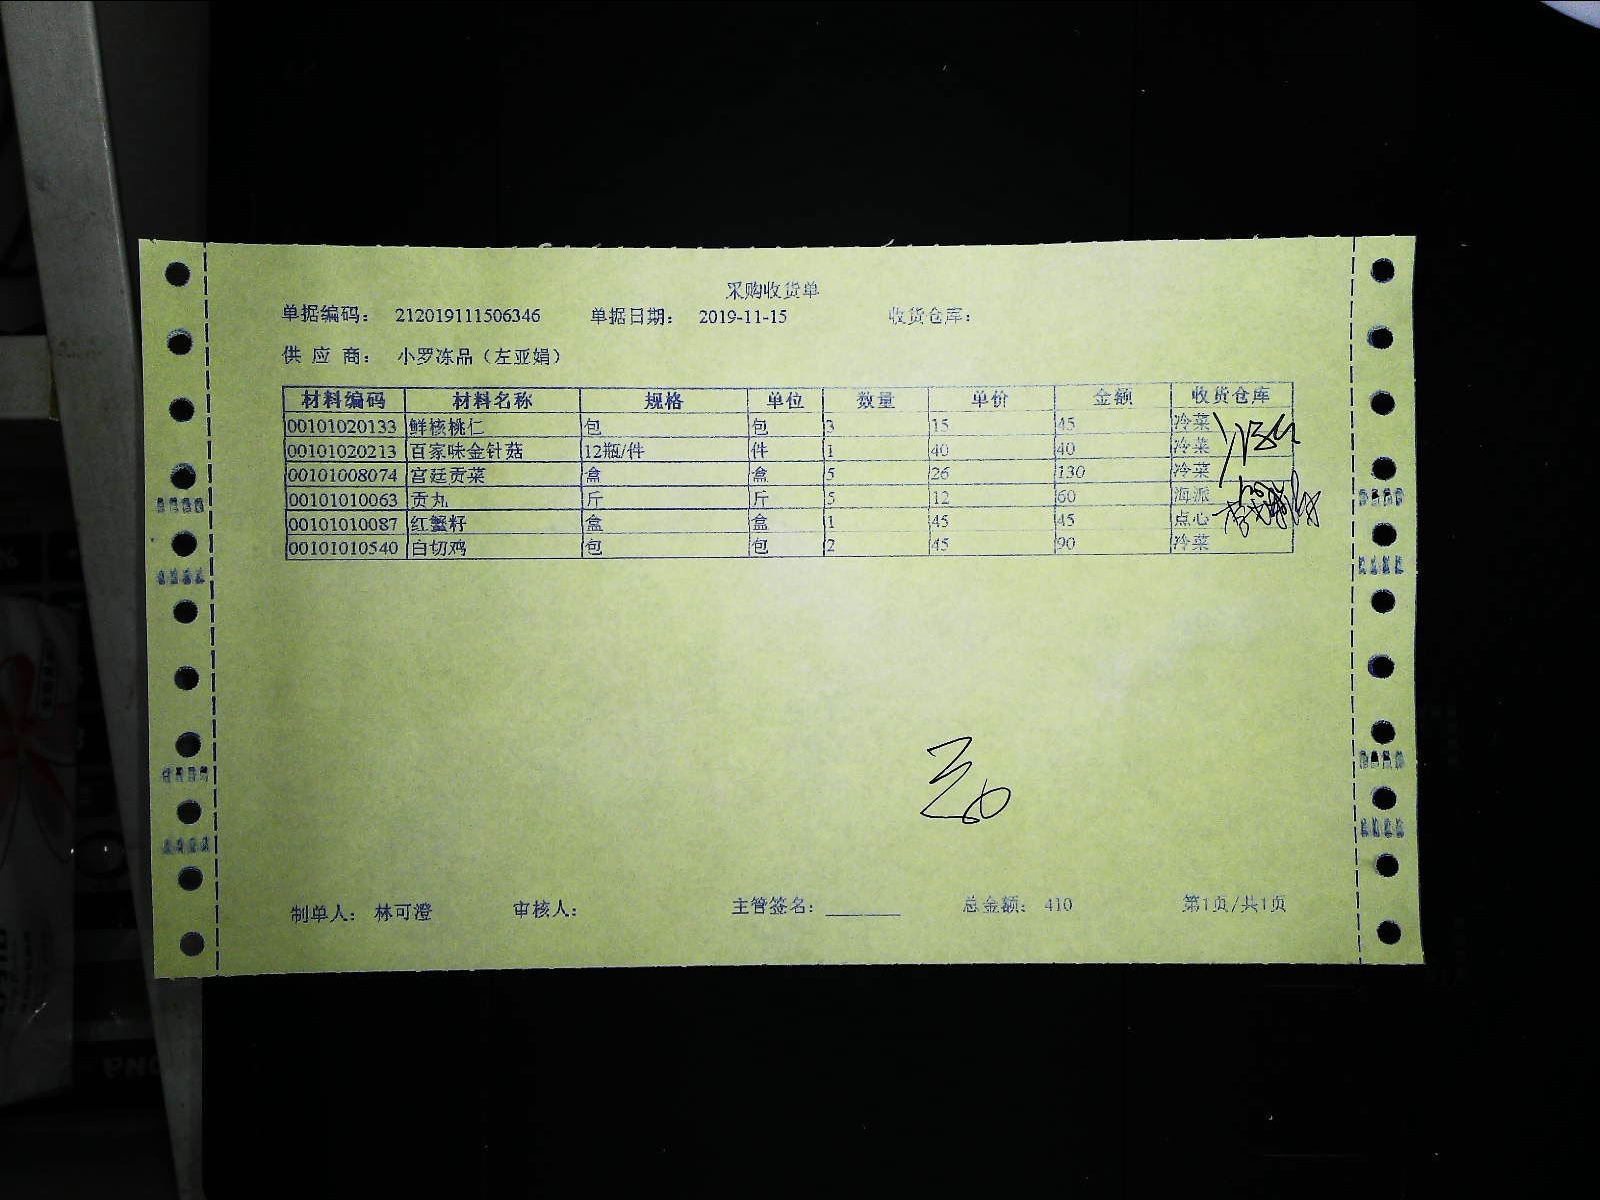 采购收货单
单据编码： 212019111506346 单据日期： 2019-11-15 收货仓库：
供 应 商： 小罗冻品（左亚娟）
材料编码 材料名称 规格 单位 数量 单价 金额 收货仓库
00101020133 鲜核桃仁 包 包 3 15 45 冷菜
00101020213 百家味金针菇 12瓶/件 件 1 40 40 冷菜
00101008074 宫廷贡菜 盒 盒 5 26 130 冷菜
00101010063 贡丸 斤 斤 5 12 60 海派
00101010087 红蟹籽 盒 盒 1 45 45 点心
00101010540 白切鸡 包 包 2 45 90 冷菜
制单人： 林可澄 审核人： 主管签名： 总金额： 410 第1页/共1页